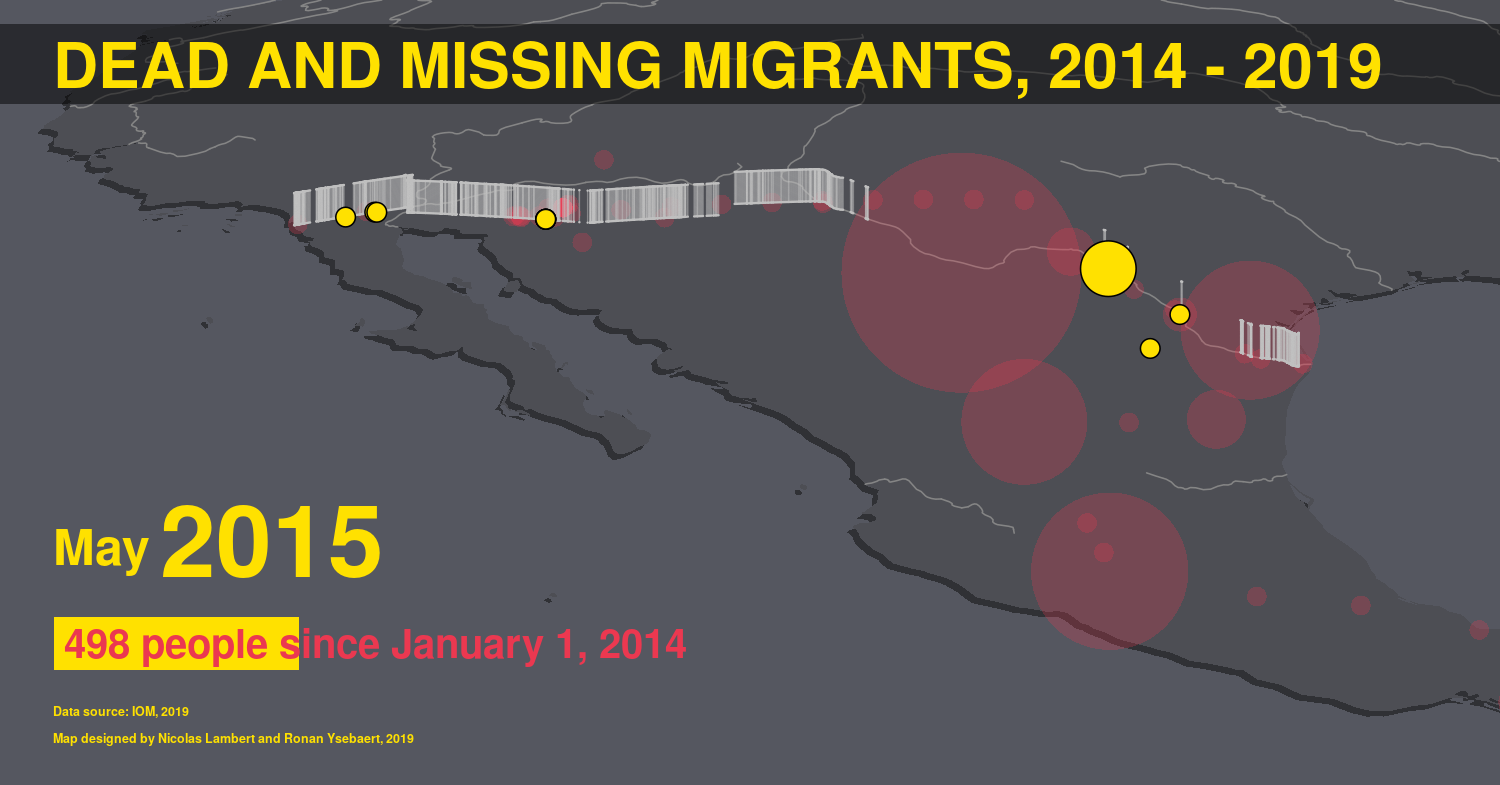 DEAD AND MISSING MIGRANTS, 2014 - 2019
May 2015
498 people since January 1, 2014
Data source: IOM, 2019
Map designed by Nicolas Lambert and Ronan Ysebaert, 2019